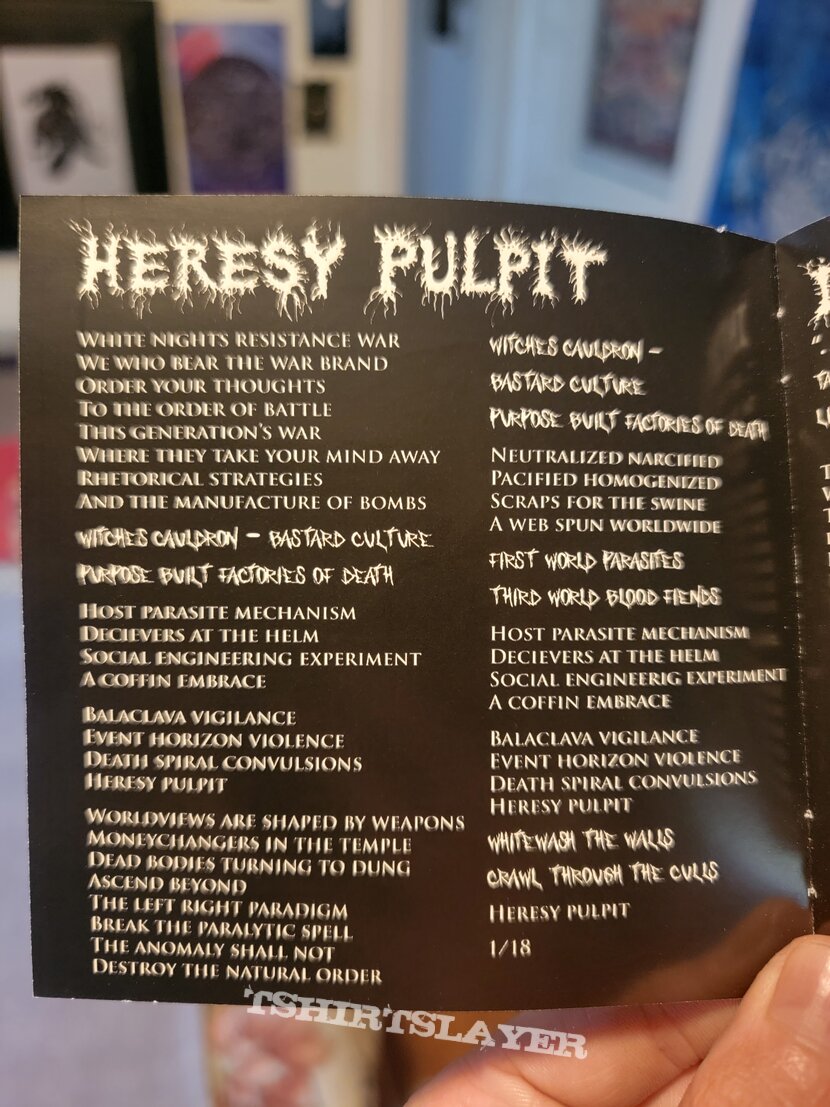 HERESY PULPIT
WHITE NIGHTS RESISTANCE WAR
WE WHO BEAR THE WAR BRAND
ORDER YOUR THOUGHTS
TO THE ORDER OF BATTLE
THIS GENERATION'S WAR
WHERE THEY TAKE YOUR MIND AWAY
RHETORICAL STRATEGIES
AND THE MANUFACTURE OF BOMBS
WITCHES CAULDRON – BASTARD CULTURE
PURPOSE BUILT FACTORIES OF DEATH
HOST PARASITE MECHANISM
DECIEVERS AT THE HELM
SOCIAL ENGINEERING EXPERIMENT
A COFFIN EMBRACE
BALACLAVA VIGILANCE
EVENT HORIZON VIOLENCE
DEATH SPIRAL CONVULSIONS
HERESY PULPIT
WORLDVIEWS ARE SHAPED BY WEAPONS
MONEYCHANGERS IN THE TEMPLE
DEAD BODIES TURNING TO DUNG
ASCEND BEYOND
THE LEFT RIGHT PARADIGM
BREAK THE PARALYTIC SPELL
THE ANOMALY SHALL NOT
DESTROY THE NATURAL ORDER
WITCHES CAULDRON –
BASTARD CULTURE
PURPOSE BUILT FACTORIES OF DEATH
NEUTRALIZED NARCIFIED
PACIFIED HOMOGENIZED
SCRAPS FOR THE SWINE
A WEB SPUN WORLDWIDE
FIRST WORLD PARASITES
THIRD WORLD BLOOD FIENDS
HOST PARASITE MECHANISM
DECIEVERS AT THE HELM
SOCIAL ENGINEERIG EXPERIMENT
A COFFIN EMBRACE
BALACLAVA VIGILANCE
EVENT HORIZON VIOLENCE
DEATH SPIRAL CONVULSIONS
HERESY PULPIT
WHITEWASH THE WALLS
CRAWL THROUGH THE CULLS
HERESY PULPIT
1/18
TSHIRTSLAYER